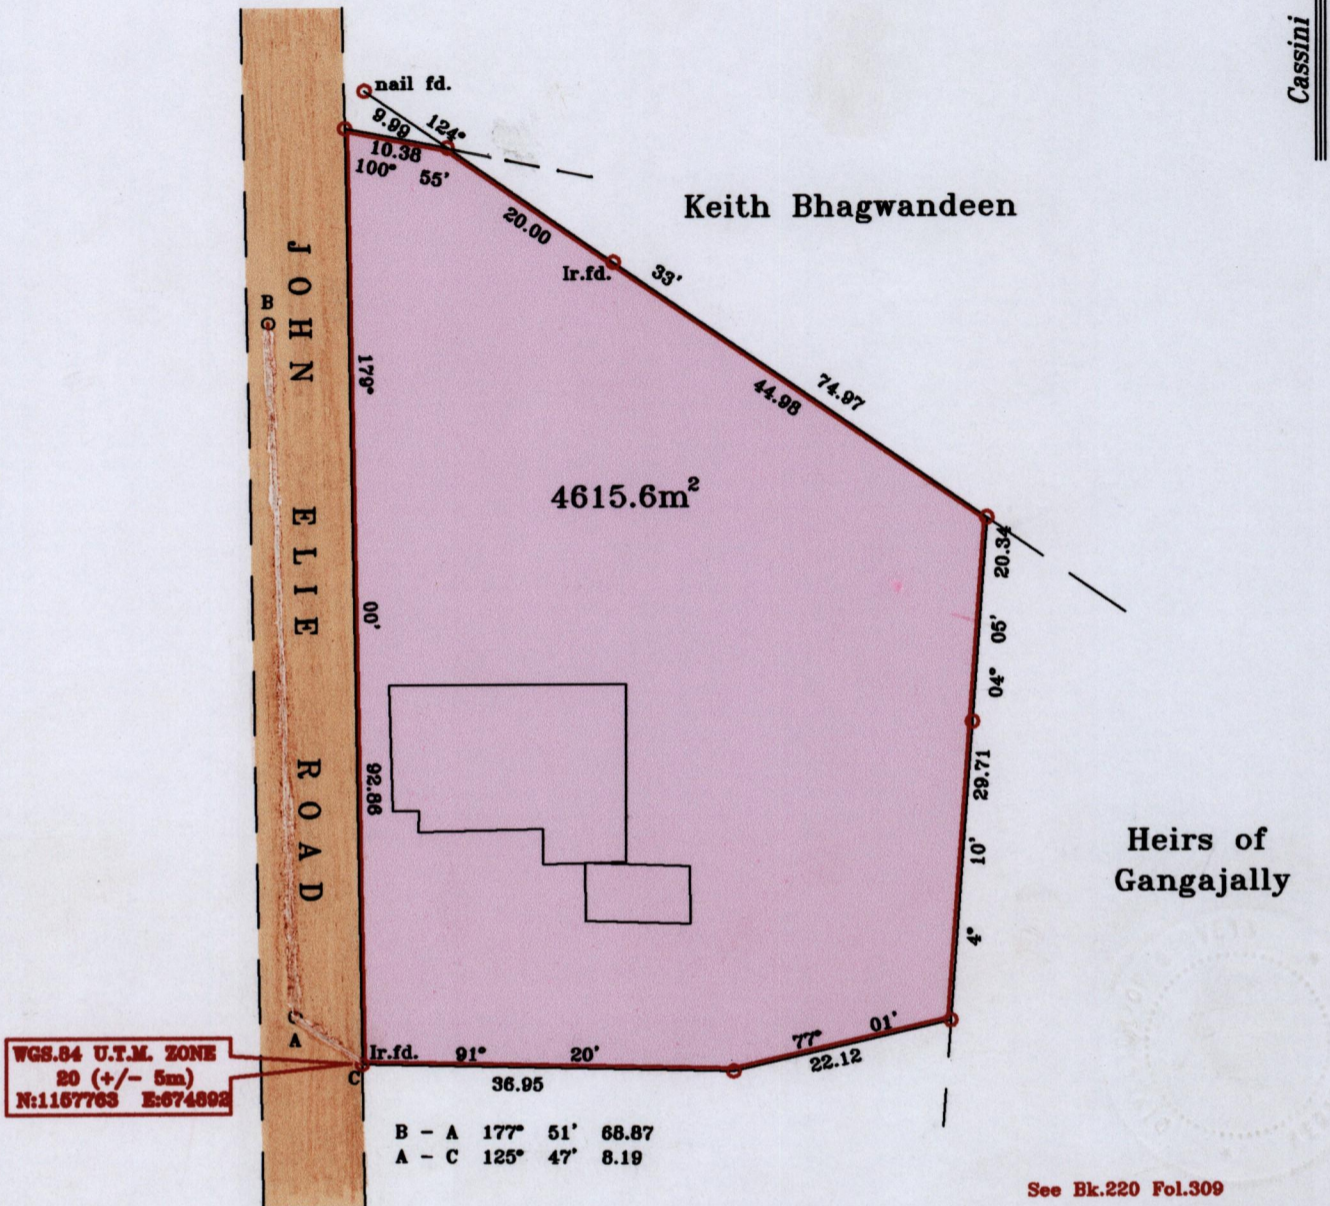 Cassini
nail fd.
9.99
124°
10.38
100° 55'
Keith Bhagwandeen
20.00
Ir.fd.
33'
JOHN ELIE ROAD
B
179°
74.97
44.98
4615.6m²
20.34
00'
05'
04°
92.86
29.71
10'
Heirs of
Gangajally
4°
A
01'
77°
22.12
Ir.fd. 91° 20'
36.95
C
WGS.84 U.T.M. ZONE
20 (+/- 5m)
N:1157763 E:674892
B - A 177° 51' 68.87
A - C 125° 47' 8.19
See Bk.220 Fol.309